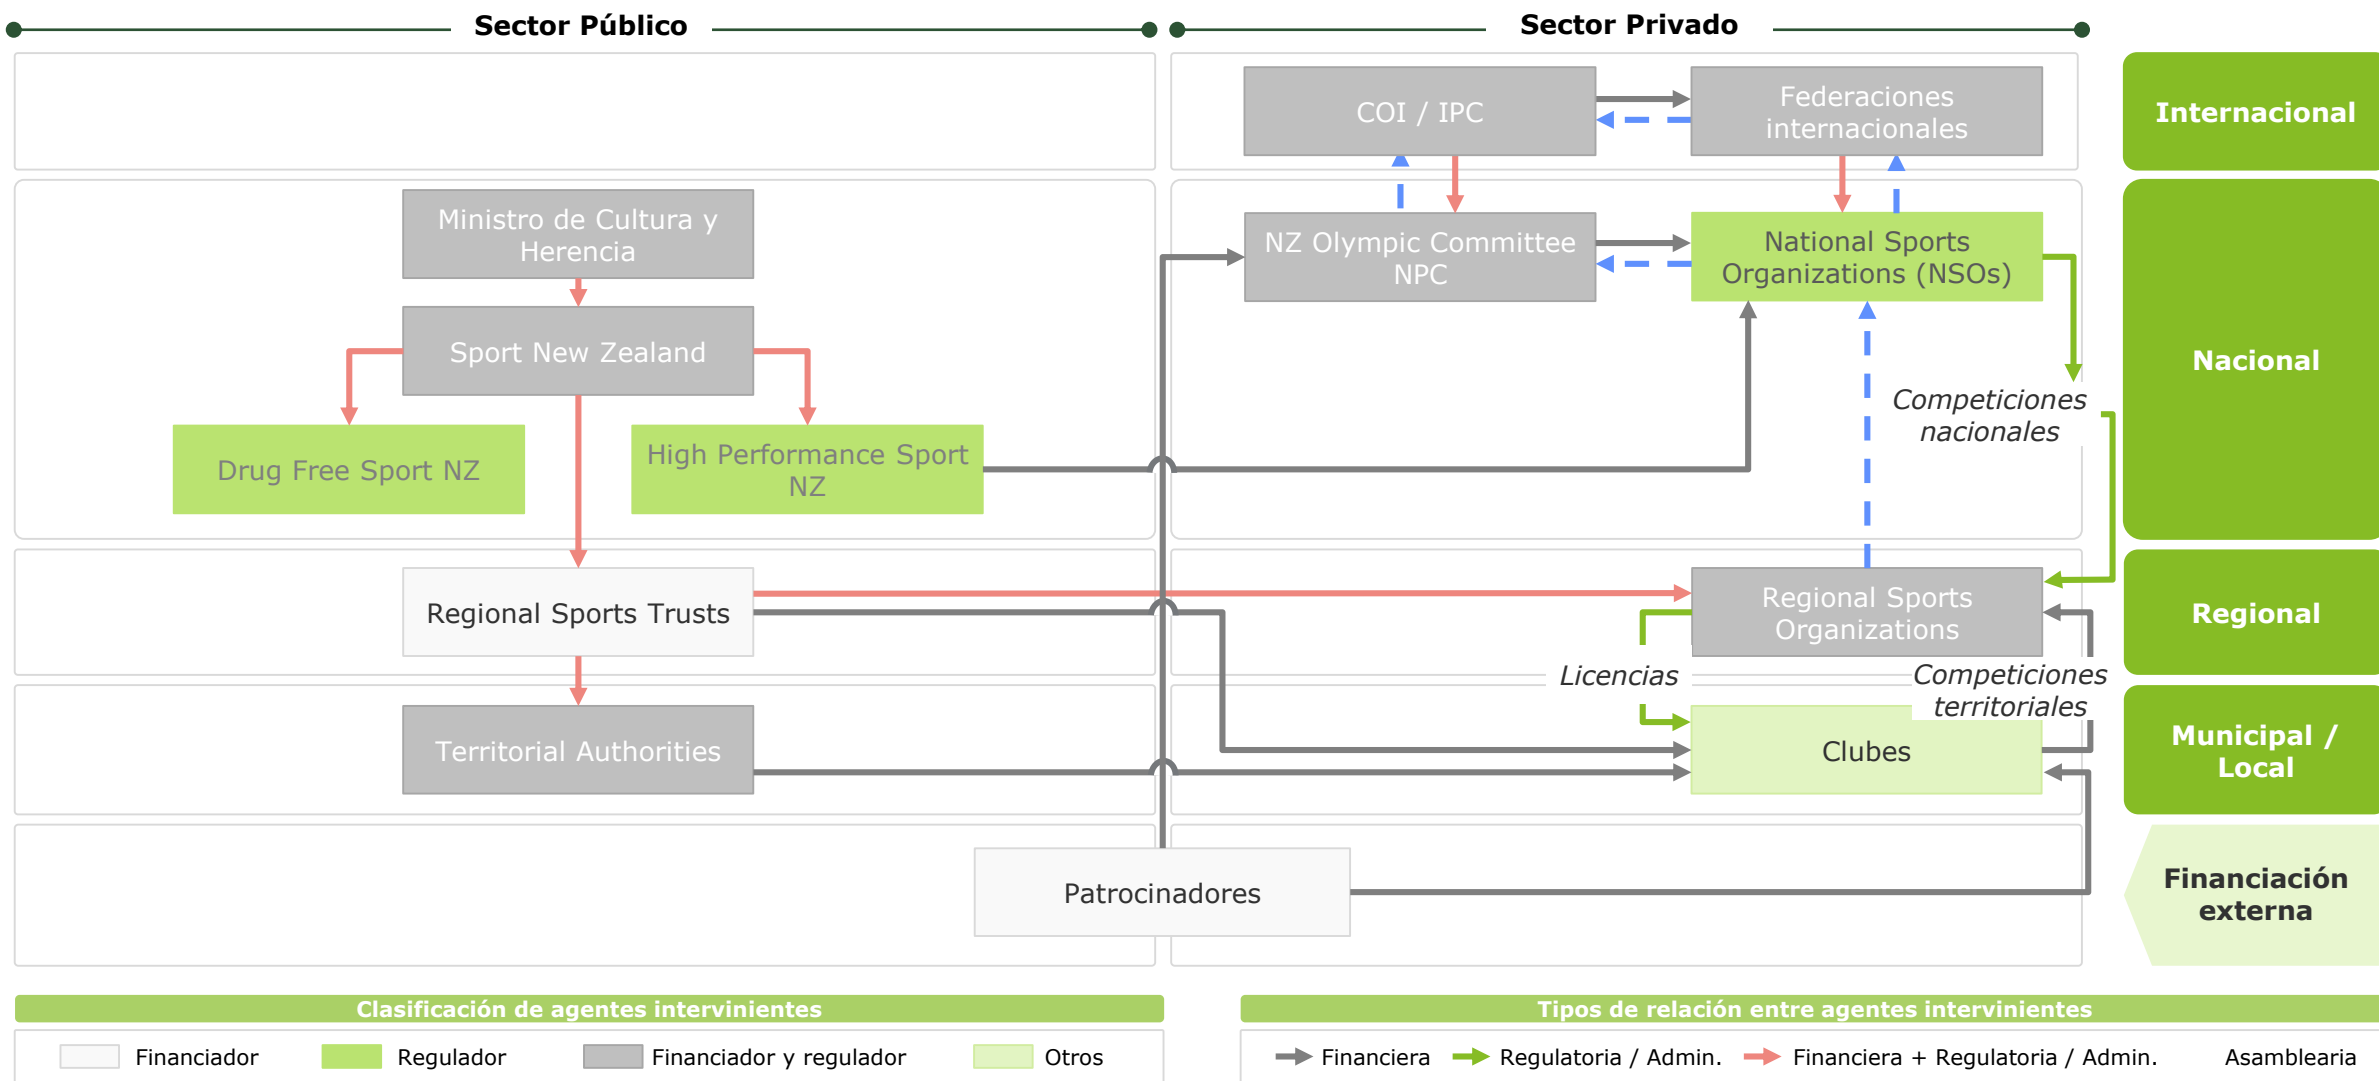 Sector Público
Sector Privado
COI / IPC
Federaciones
internacionales
Internacional
Ministro de Cultura y
Herencia
NZ Olympic Committee
NPC
National Sports
Organizations (NSOs)
Sport New Zealand
Nacional
Competiciones
nacionales
Drug Free Sport NZ
High Performance Sport
NZ
Regional Sports Trusts
Regional Sports
Organizations
Regional
Licencias
Competiciones
territoriales
Territorial Authorities
Clubes
Municipal /
Local
Patrocinadores
Financiación
externa
Clasificación de agentes intervinientes
Financiador
Regulador
Financiador y regulador
Otros
Tipos de relación entre agentes intervinientes
Financiera
Regulatoria / Admin.
Financiera + Regulatoria / Admin.
Asamblearia